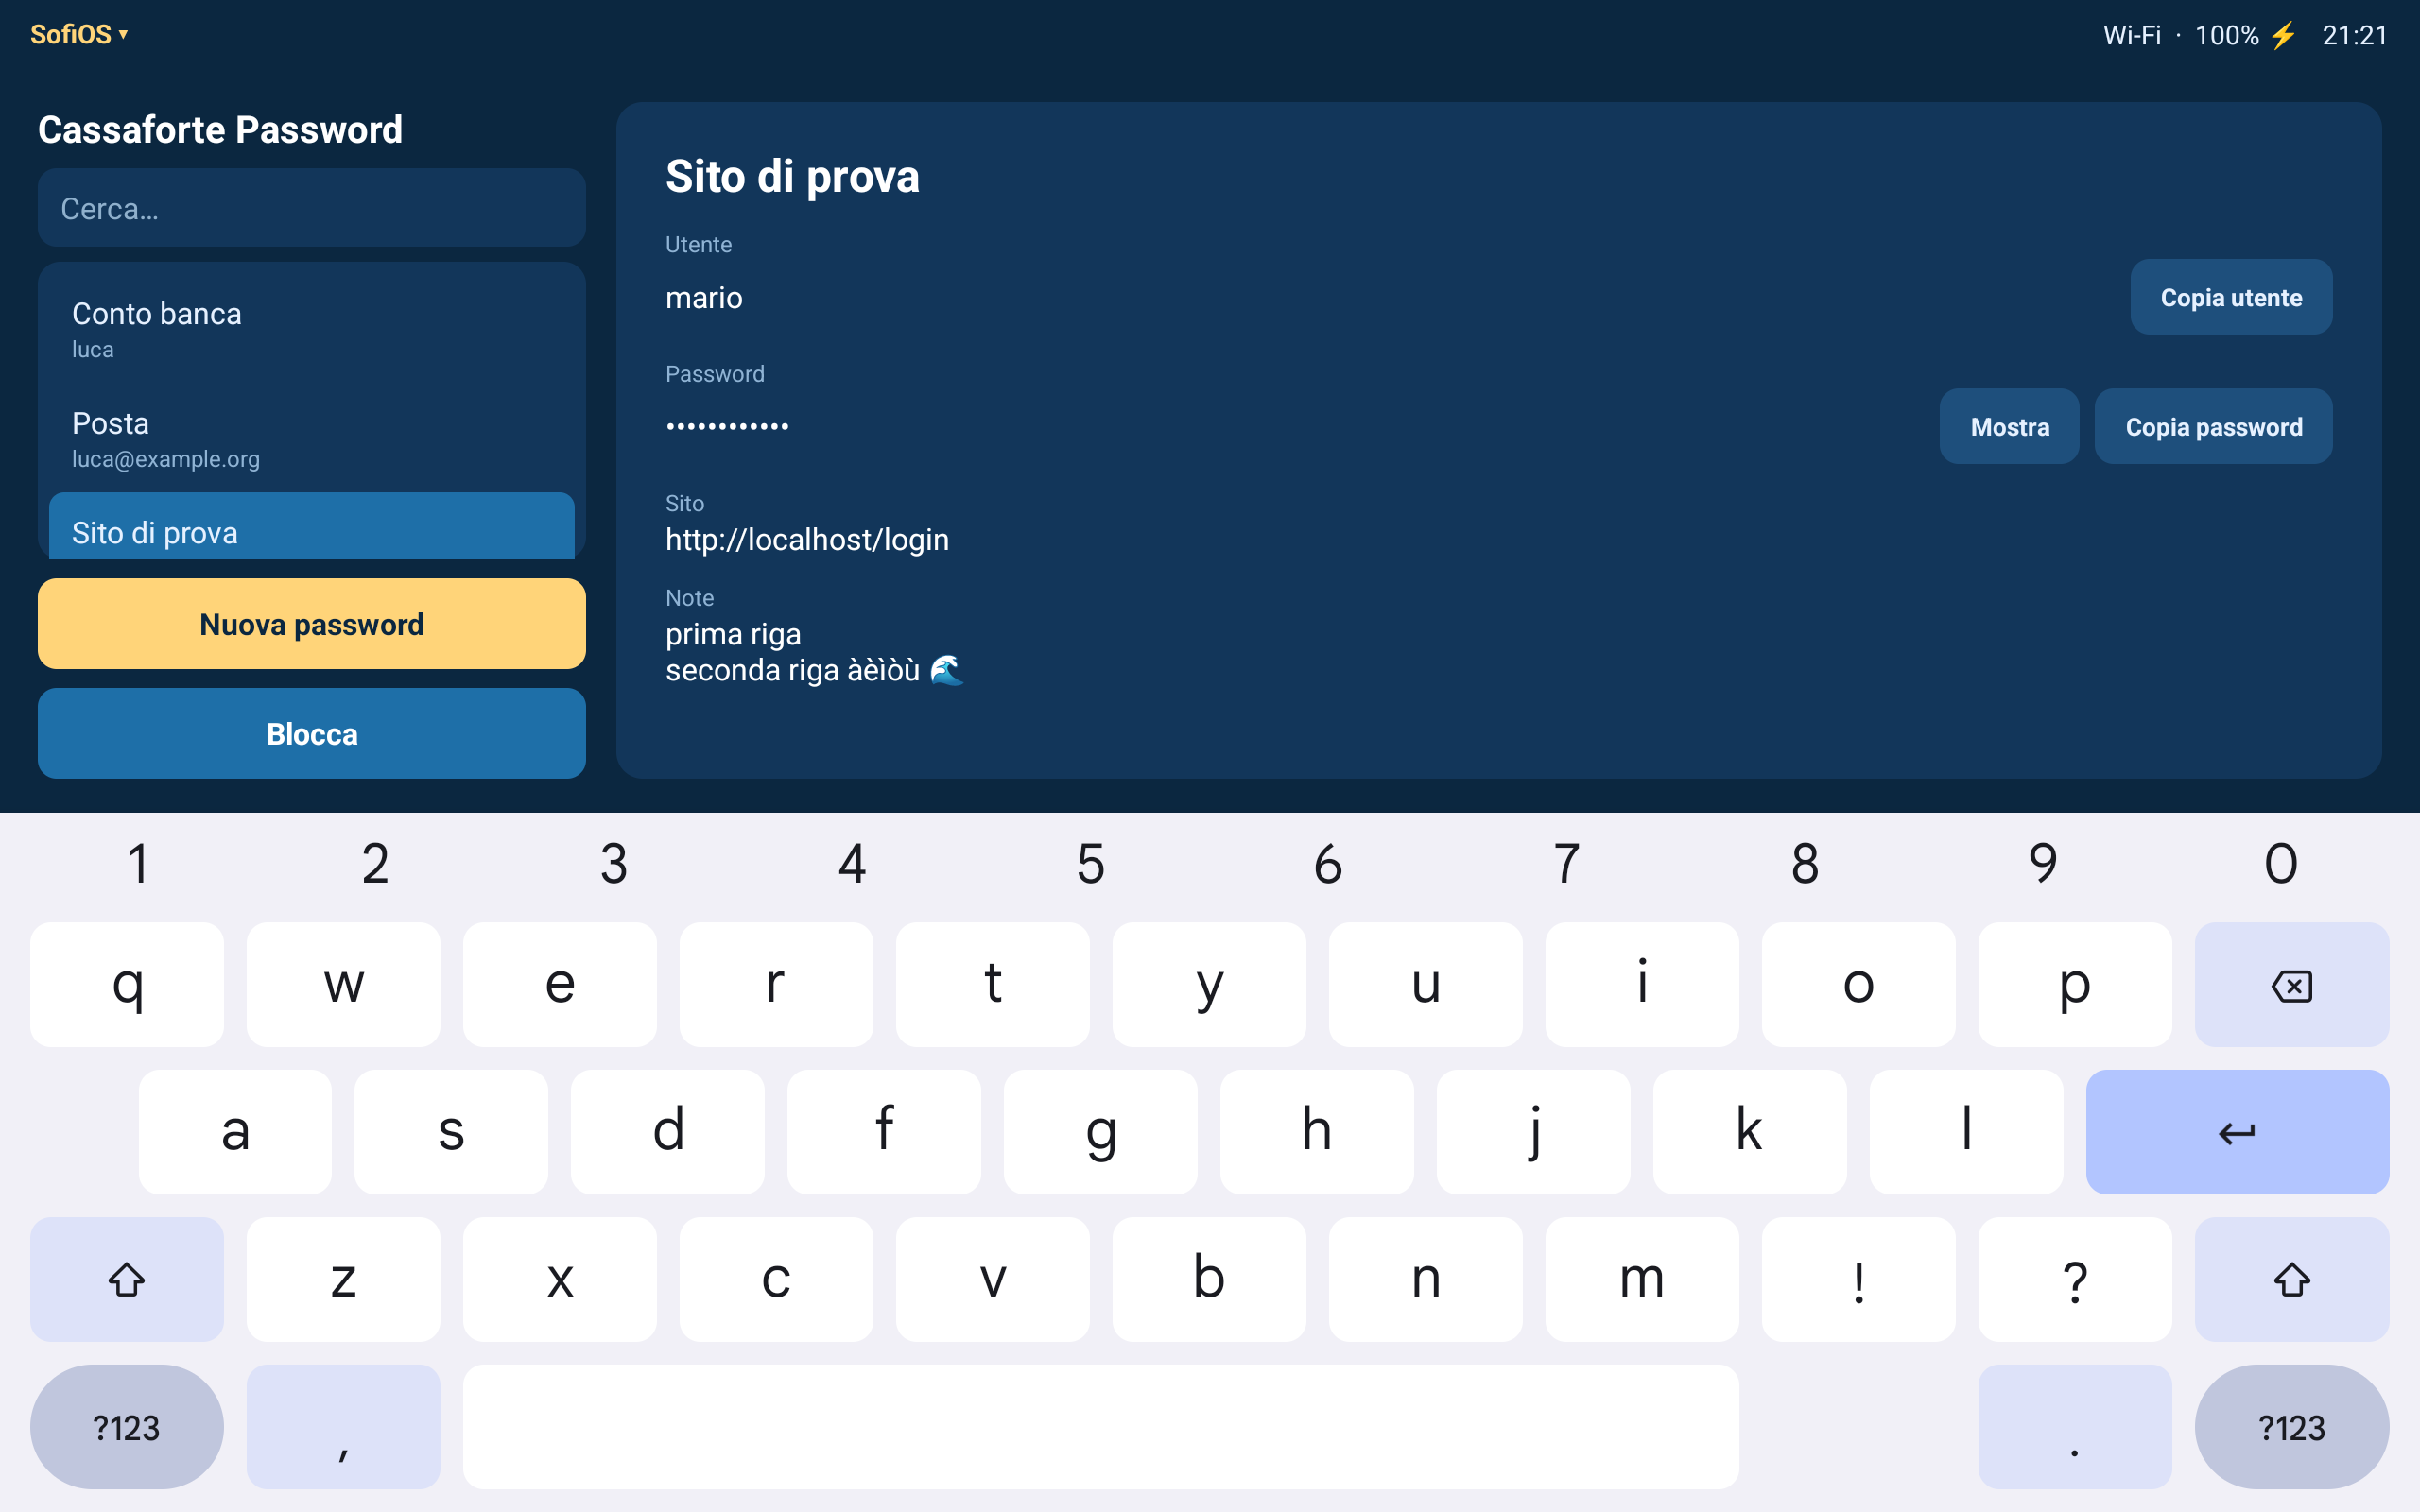 SofiOS ▾
Wi-Fi · 100% ⚡ 21:21
Cassaforte Password
Cerca...
Conto banca
luca
Posta
luca@example.org
Sito di prova
Nuova password
Blocca
Sito di prova
Utente
mario
Copia utente
Password
••••••••••••
Mostra
Copia password
Sito
http://localhost/login
Note
prima riga
seconda riga àèìòù 🌊
1 2 3 4 5 6 7 8 9 0
q w e r t y u i o p
a s d f g h j k l
z x c v b n m ! ?
?123 , . ?123